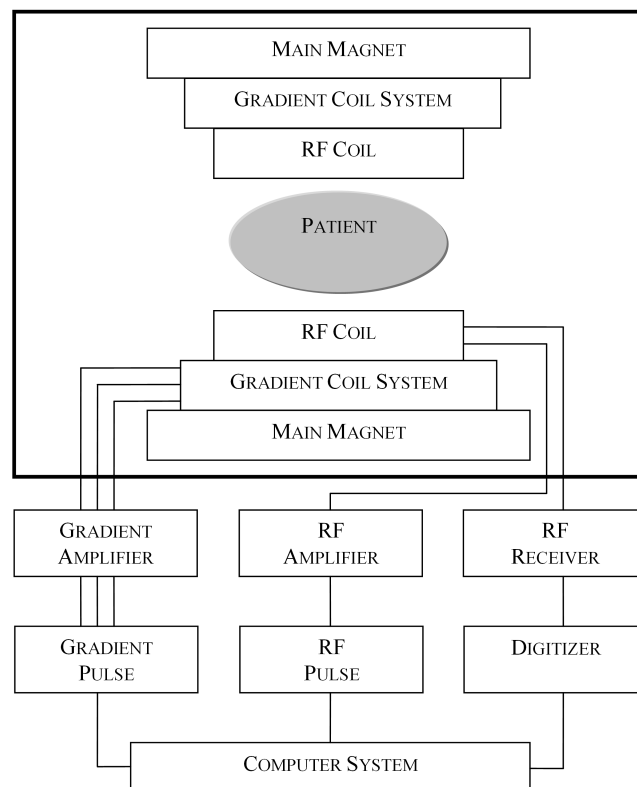 MAIN MAGNET
GRADIENT COIL SYSTEM
RF COIL
PATIENT
RF COIL
GRADIENT COIL SYSTEM
MAIN MAGNET
GRADIENT
AMPLIFIER
RF
AMPLIFIER
RF
RECEIVER
GRADIENT
PULSE
RF
PULSE
DIGITIZER
COMPUTER SYSTEM